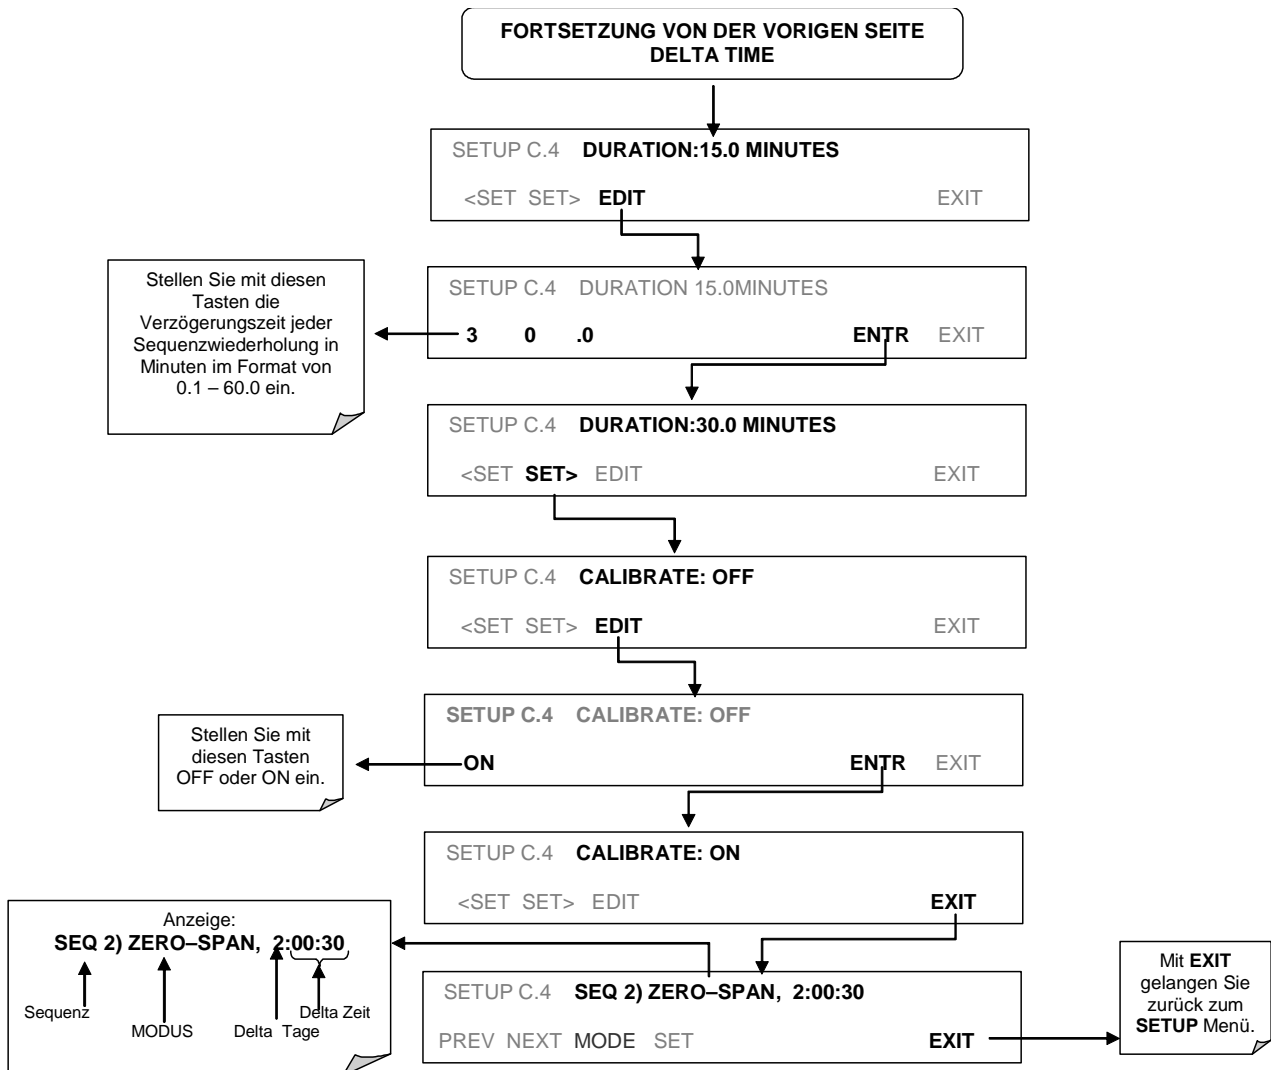 FORTSETZUNG VON DER VORIGEN SEITE
DELTA TIME
SETUP C.4 DURATION:15.0 MINUTES
<SET SET> EDIT EXIT
Stellen Sie mit diesen
Tasten die
Verzögerungszeit jeder
Sequenzwiederholung in
Minuten im Format von
0.1 – 60.0 ein.
SETUP C.4 DURATION 15.0MINUTES
3 0 .0 ENTR EXIT
SETUP C.4 DURATION:30.0 MINUTES
<SET SET> EDIT EXIT
SETUP C.4 CALIBRATE: OFF
<SET SET> EDIT EXIT
Stellen Sie mit
diesen Tasten
OFF oder ON ein.
SETUP C.4 CALIBRATE: OFF
ON ENTR EXIT
SETUP C.4 CALIBRATE: ON
<SET SET> EDIT EXIT
Anzeige:
SEQ 2) ZERO–SPAN, 2:00:30
Sequenz
MODUS
Delta Tage
Delta Zeit
SETUP C.4 SEQ 2) ZERO–SPAN, 2:00:30
PREV NEXT MODE SET EXIT
Mit EXIT
gelangen Sie
zurück zum
SETUP Menü.